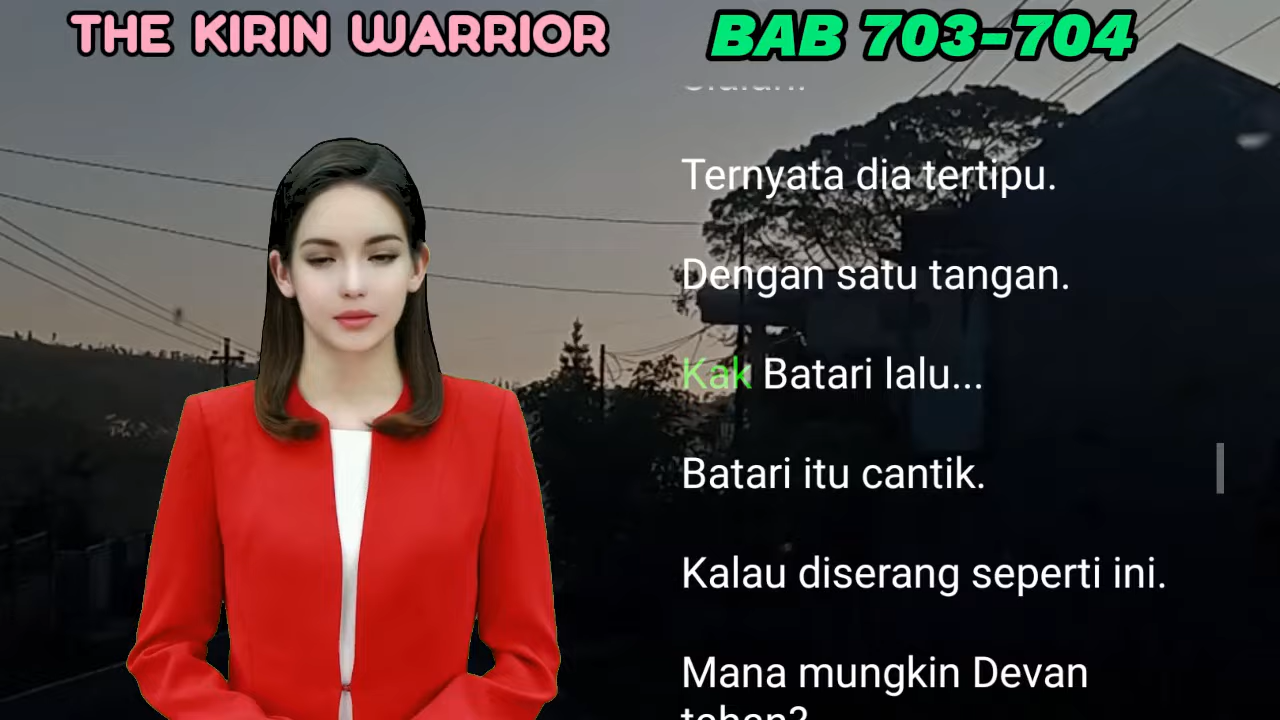 THE KIRIN WARRIOR
BAB 703-704
Ternyata dia tertipu.
Dengan satu tangan.
Kak Batari lalu...
Batari itu cantik.
Kalau diserang seperti ini.
Mana mungkin Devan